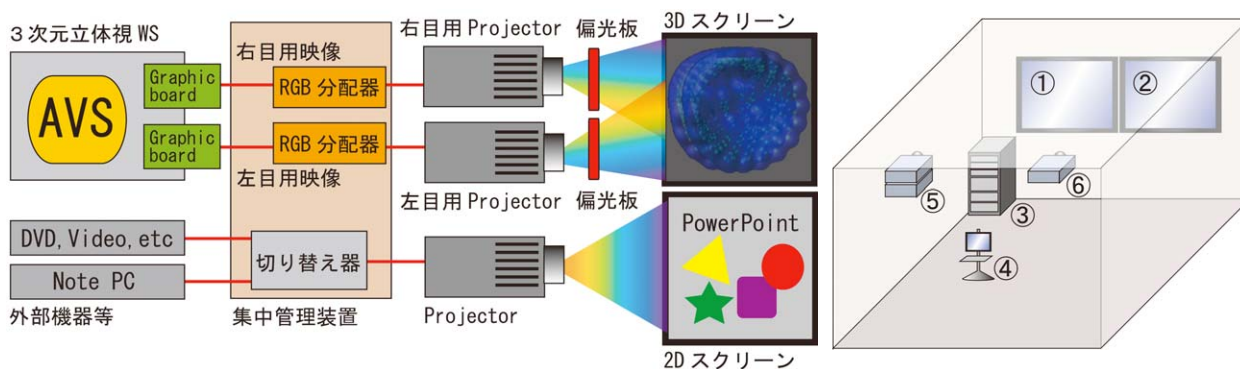 3次元立体視 WS
AVS
Graphic
board
Graphic
board
右目用映像
RGB 分配器
RGB 分配器
左目用映像
DVD, Video, etc
Note PC
外部機器等
切り替え器
集中管理装置
右目用 Projector
偏光板
左目用 Projector
偏光板
Projector
3D スクリーン
PowerPoint
2D スクリーン
①
②
③
④
⑤
⑥